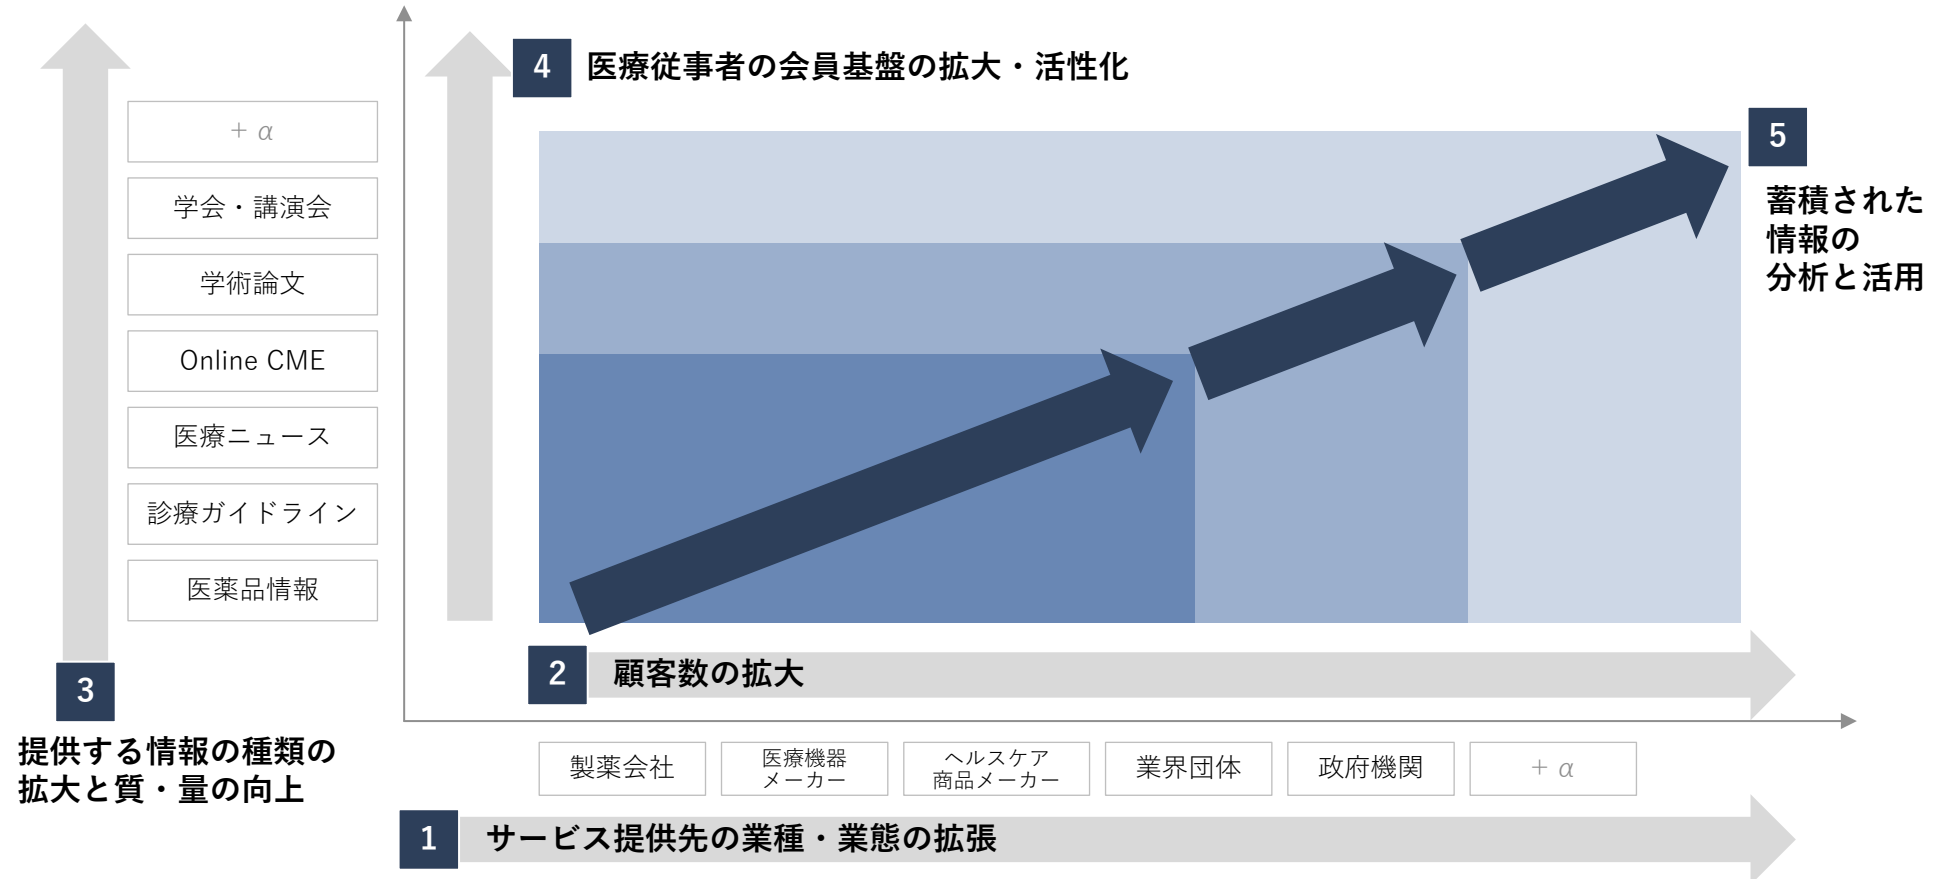 4
医療従事者の会員基盤の拡大・活性化
5
蓄積された
情報の
分析と活用
+ α
学会・講演会
学術論文
Online CME
医療ニュース
診療ガイドライン
医薬品情報
3
提供する情報の種類の
拡大と質・量の向上
2
顧客数の拡大
製薬会社
医療機器
メーカー
ヘルスケア
商品メーカー
業界団体
政府機関
+ α
1
サービス提供先の業種・業態の拡張